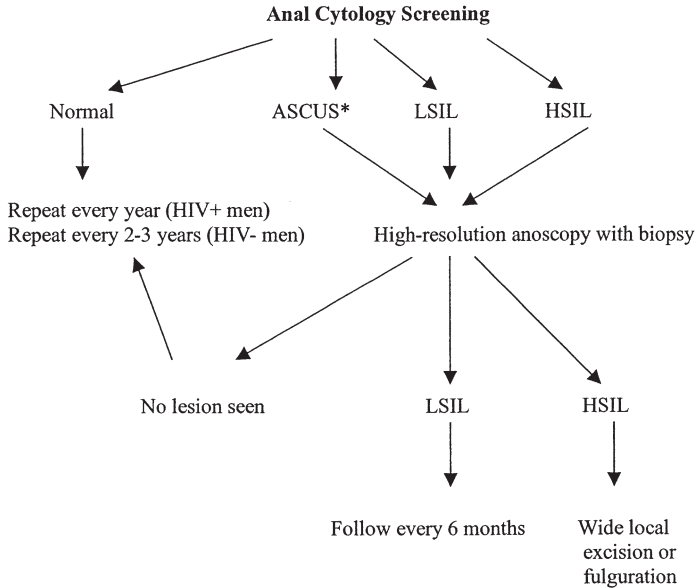 Anal Cytology Screening
Normal
ASCUS*
LSIL
HSIL
Repeat every year (HIV+ men)
Repeat every 2-3 years (HIV- men)
High-resolution anoscopy with biopsy
No lesion seen
LSIL
HSIL
Follow every 6 months
Wide local
excision or
fulguration